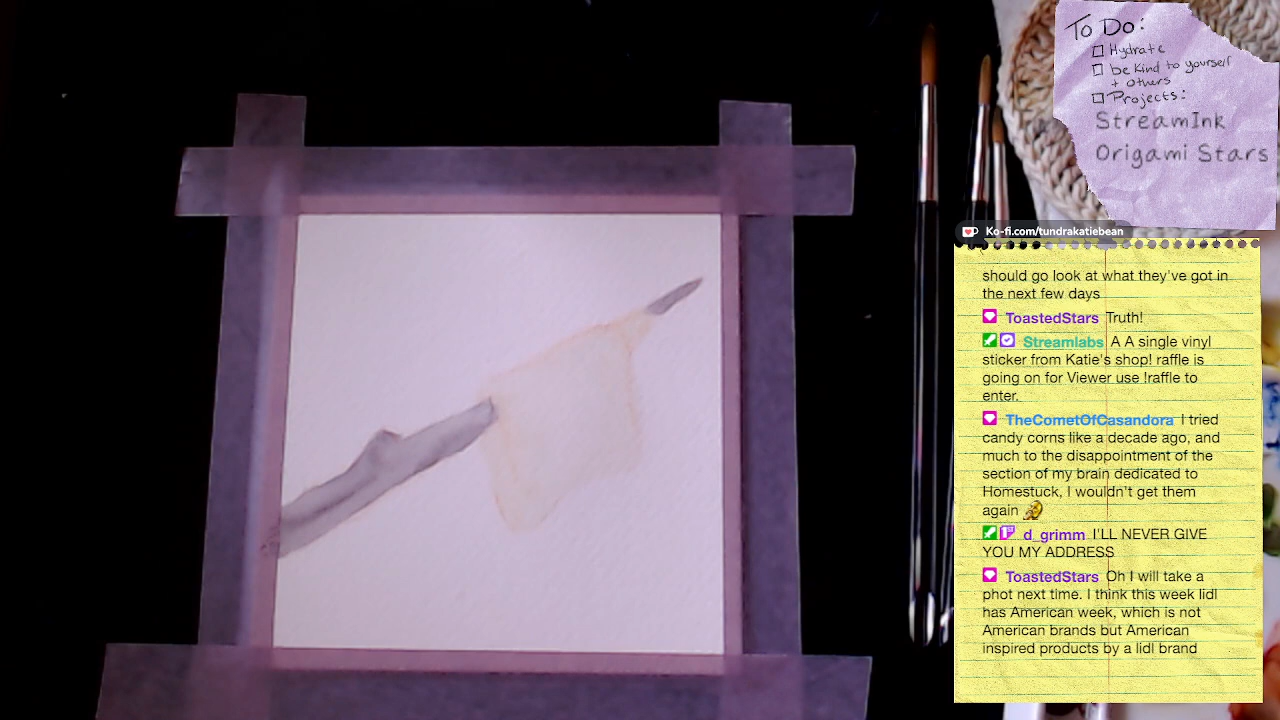 To Do:
Hydrate
be kind to yourself
+ others
Projects:
StreamInk
Origami Stars
Ko-fi.com/tundrakatiebean
should go look at what they've got in
the next few days
ToastedStars Truth!
Streamlabs A A single vinyl
sticker from Katie's shop! raffle is
going on for Viewer use !raffle to
enter.
TheCometOfCasandora I tried
candy corns like a decade ago, and
much to the disappointment of the
section of my brain dedicated to
Homestuck, I wouldn't get them
again
d_grimm I'LL NEVER GIVE
YOU MY ADDRESS
ToastedStars Oh I will take a
phot next time. I think this week lidl
has American week, which is not
American brands but American
inspired products by a lidl brand